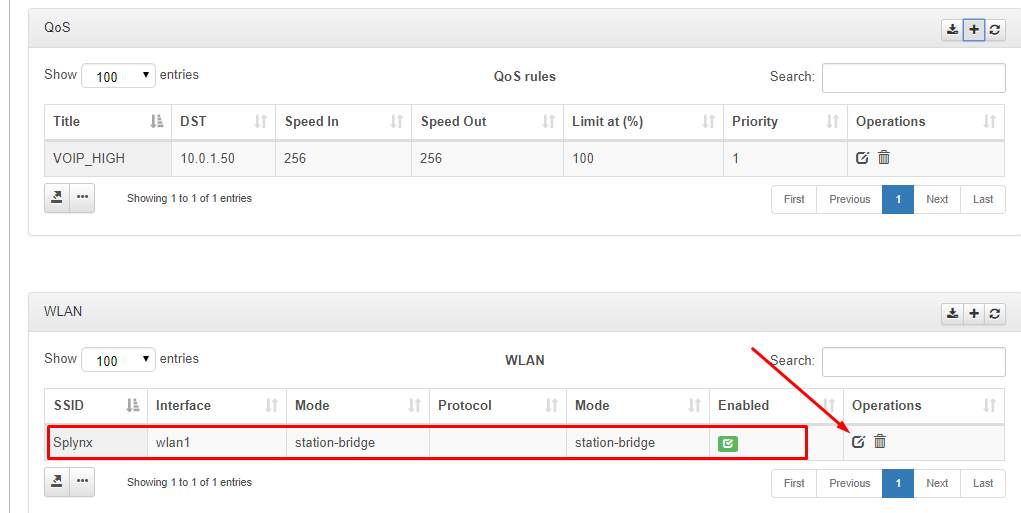 QoS
Show 100 entries QoS rules Search:
Title DST Speed In Speed Out Limit at (%) Priority Operations
VOIP_HIGH 10.0.1.50 256 256 100 1
Showing 1 to 1 of 1 entries First Previous 1 Next Last
WLAN
Show 100 entries WLAN Search:
SSID Interface Mode Protocol Mode Enabled Operations
Splynx wlan1 station-bridge station-bridge
Showing 1 to 1 of 1 entries First Previous 1 Next Last